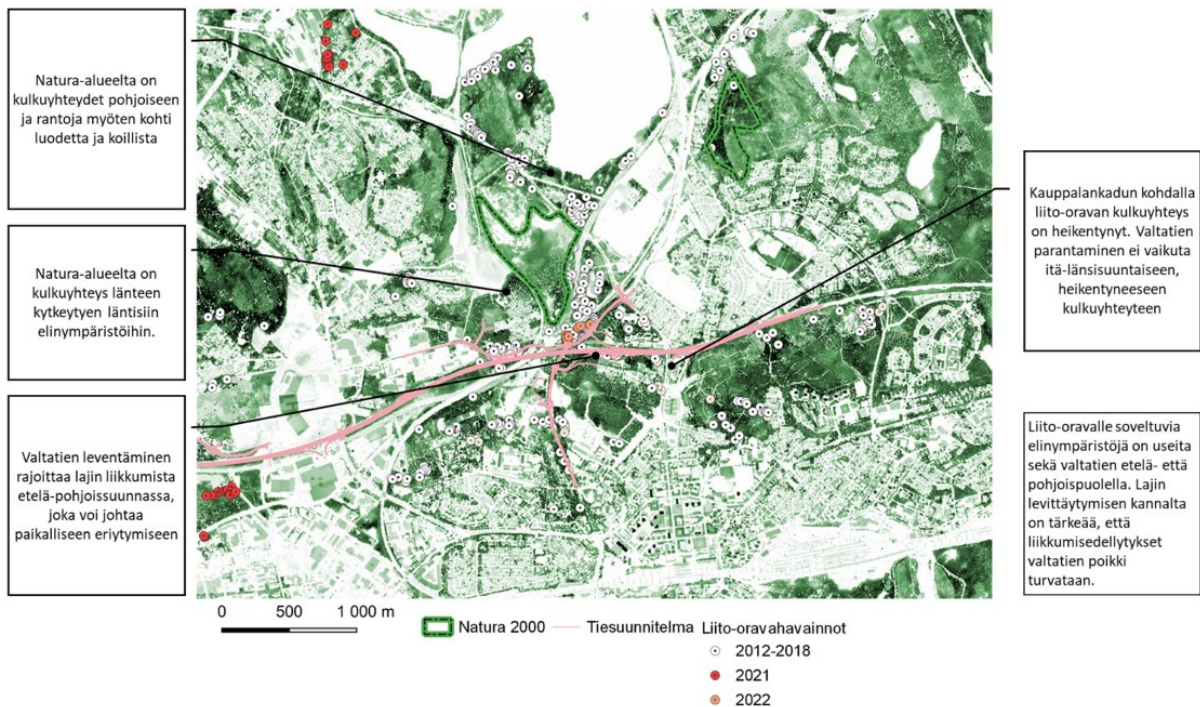 Natura-alueelta on
kulkuyhteydet pohjoiseen
ja rantoja myöten kohti
luodetta ja koillista
Natura-alueelta on
kulkuyhteys länteen
kytkeytyen läntisiin
elinympäristöihin.
Valtatien leventäminen
rajoittaa lajin liikkumista
etelä-pohjoissuunnassa,
joka voi johtaa
paikalliseen eriytymiseen
Kauppalankadun kohdalla
liito-oravan kulkuyhteys
on heikentynyt. Valtatien
parantaminen ei vaikuta
itä-länsisuuntaiseen,
heikentyneeseen
kulkuyhteyteen
Liito-oravalle soveltuvia
elinympäristöjä on useita
sekä valtatien etelä- että
pohjoispuolella. Lajin
levittäytymisen kannalta
on tärkeää, että
liikkumisedellytykset
valtatien poikki
turvataan.
0 500 1 000 m
Natura 2000 Tiesuunnitelma Liito-oravahavainnot
2012-2018
2021
2022